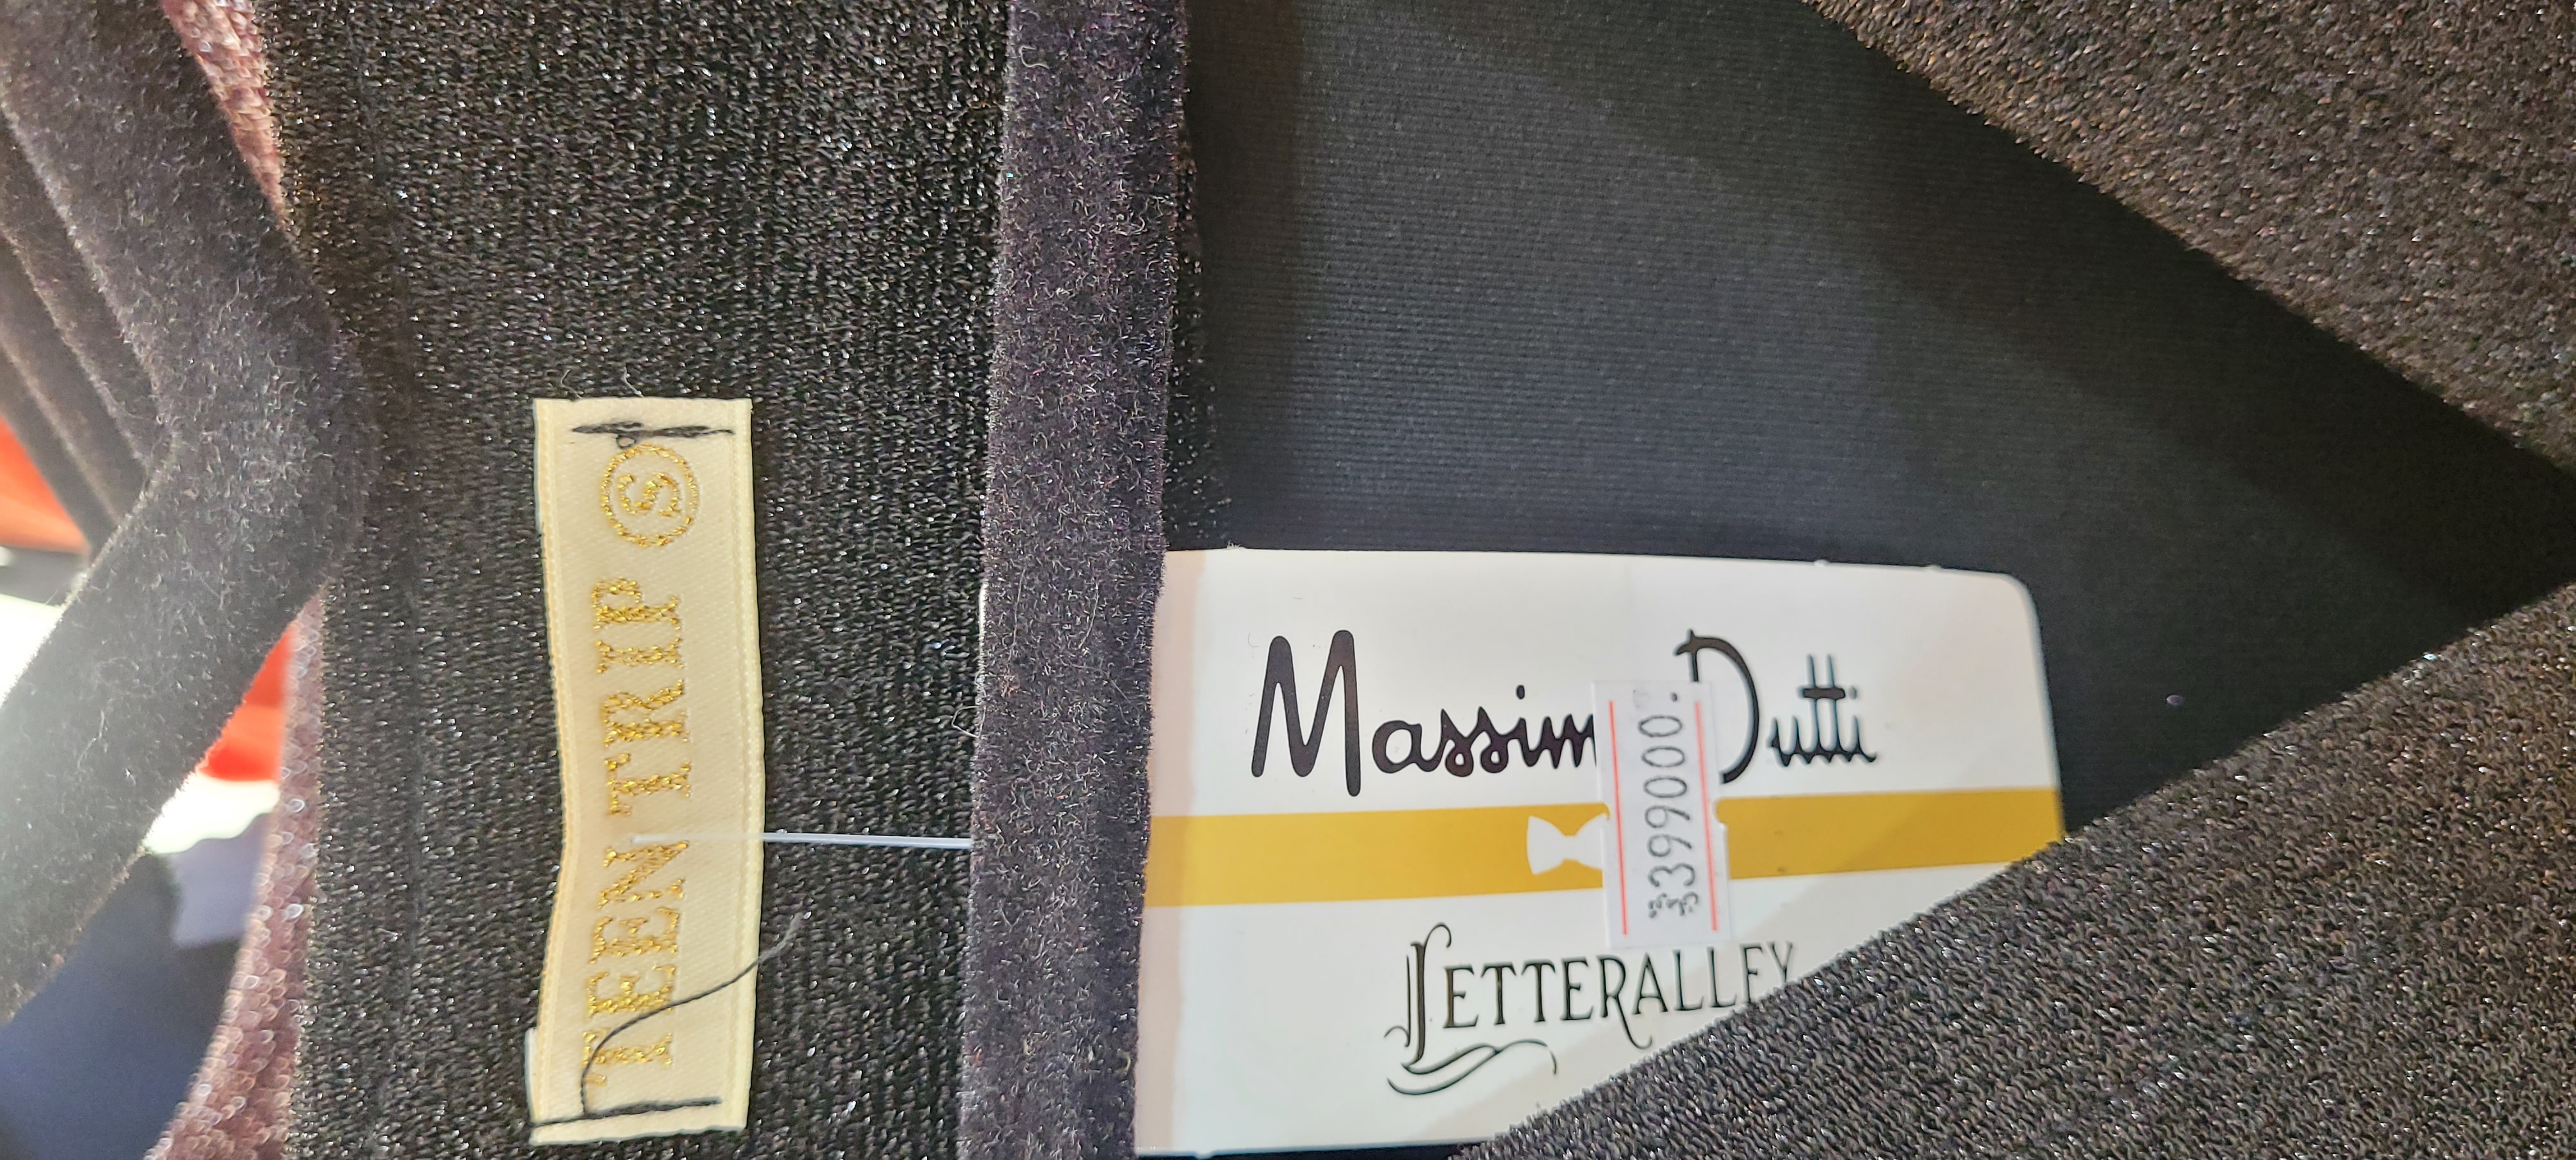 TEEN TRIP Ⓢ
Massim Dutti
3399000.
LETTERALLEY